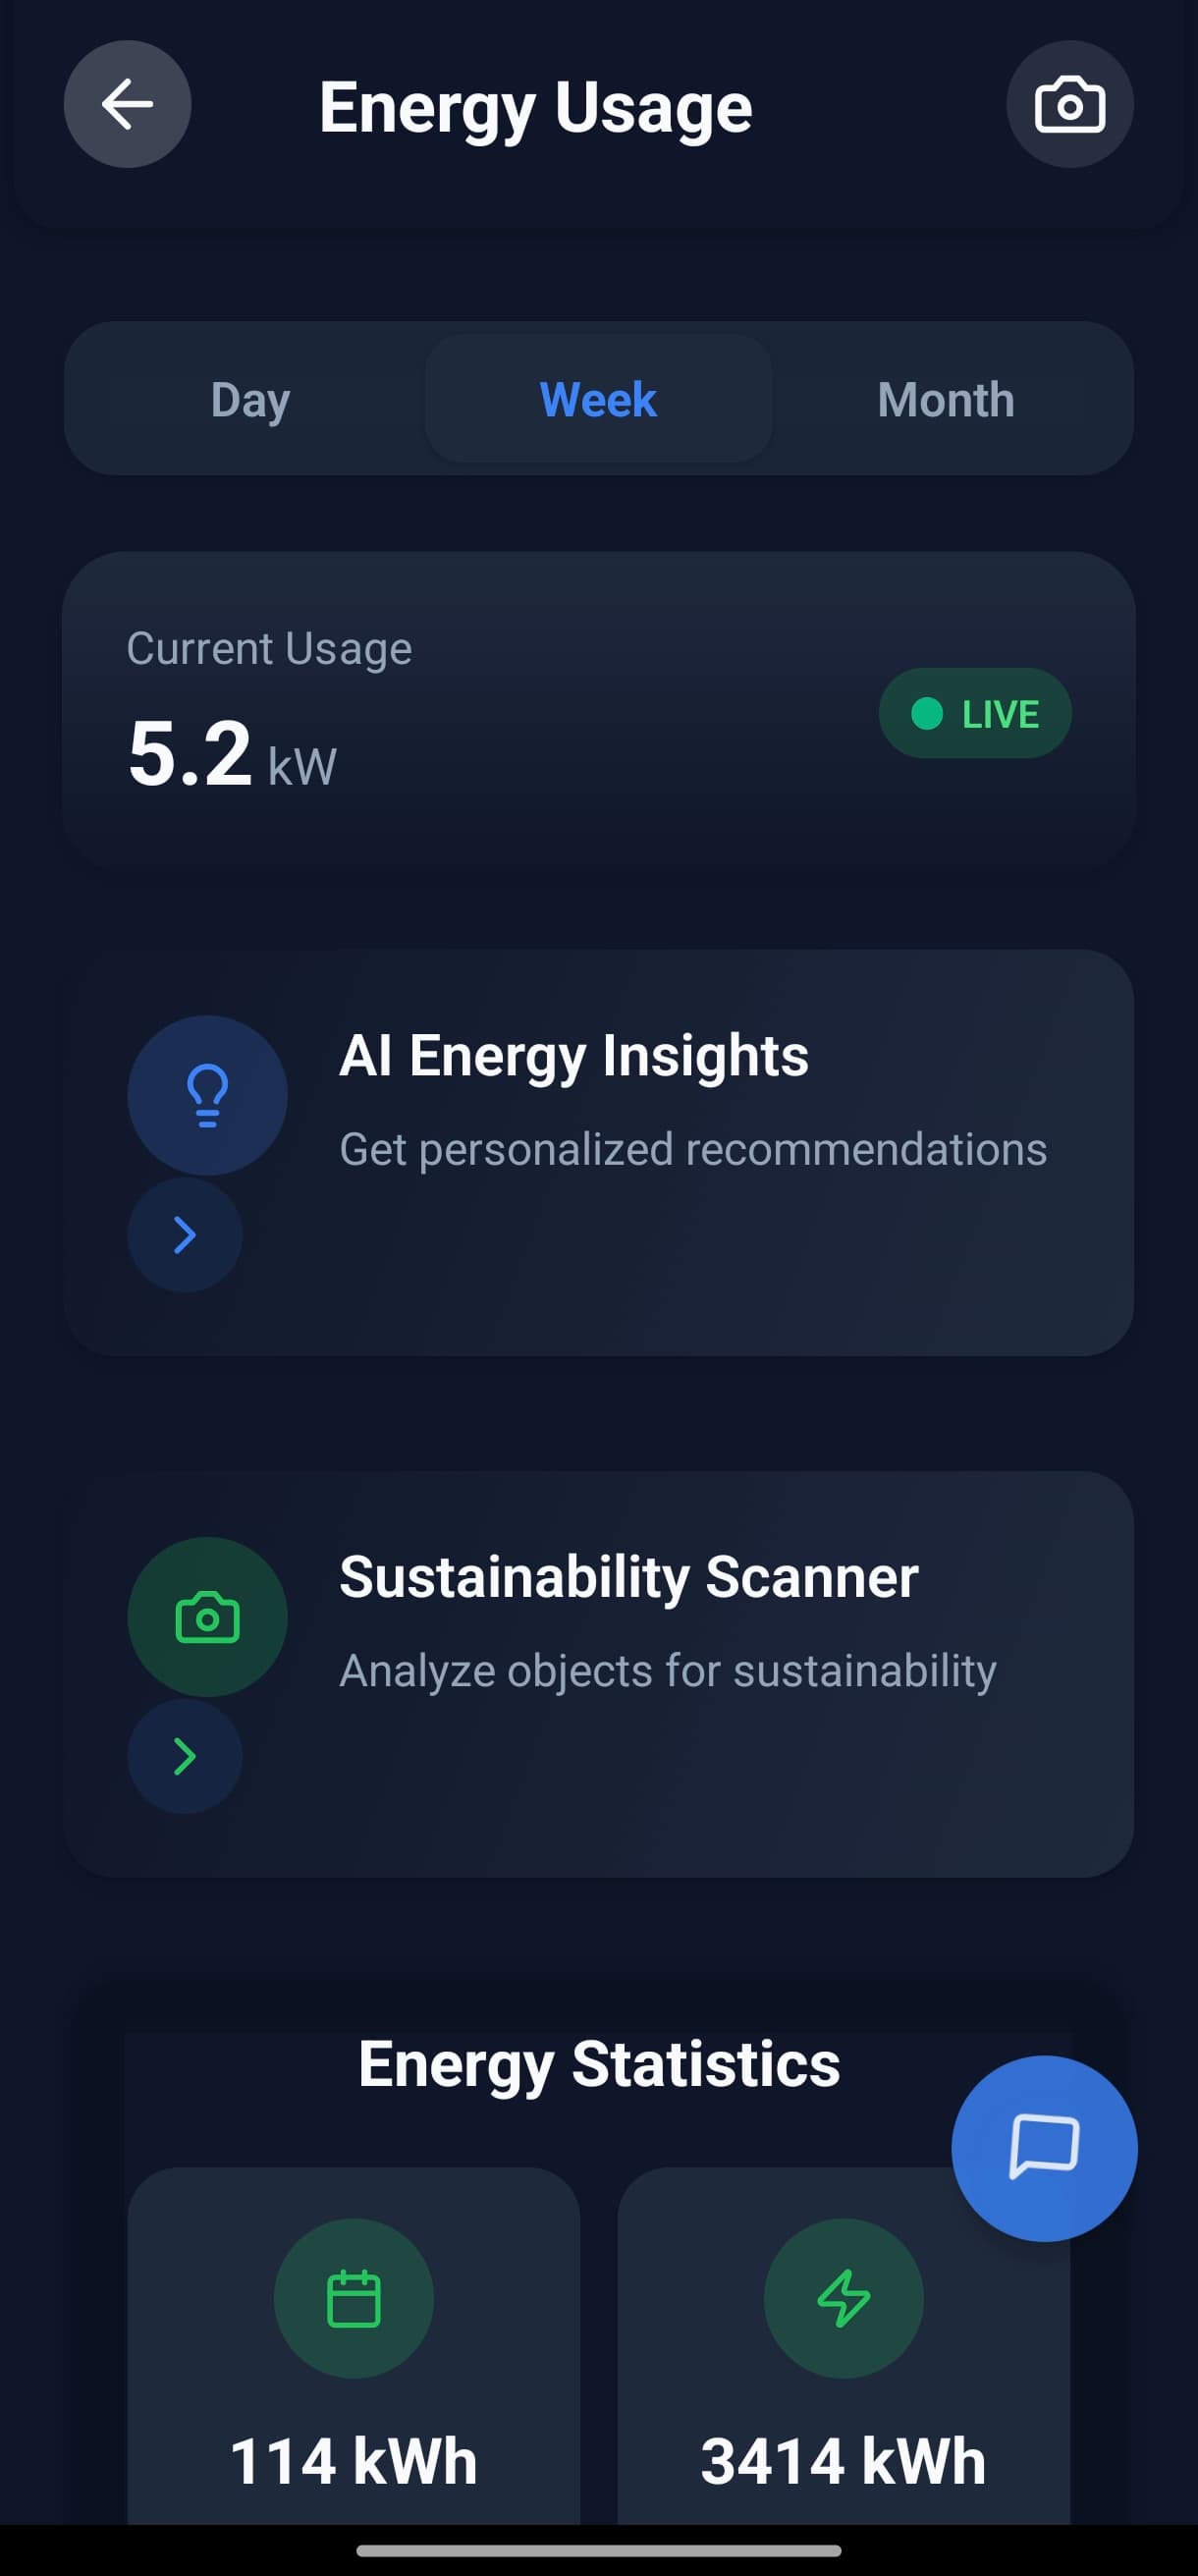 Energy Usage
Day
Week
Month
Current Usage
5.2 kW
LIVE
AI Energy Insights
Get personalized recommendations
Sustainability Scanner
Analyze objects for sustainability
Energy Statistics
114 kWh
3414 kWh